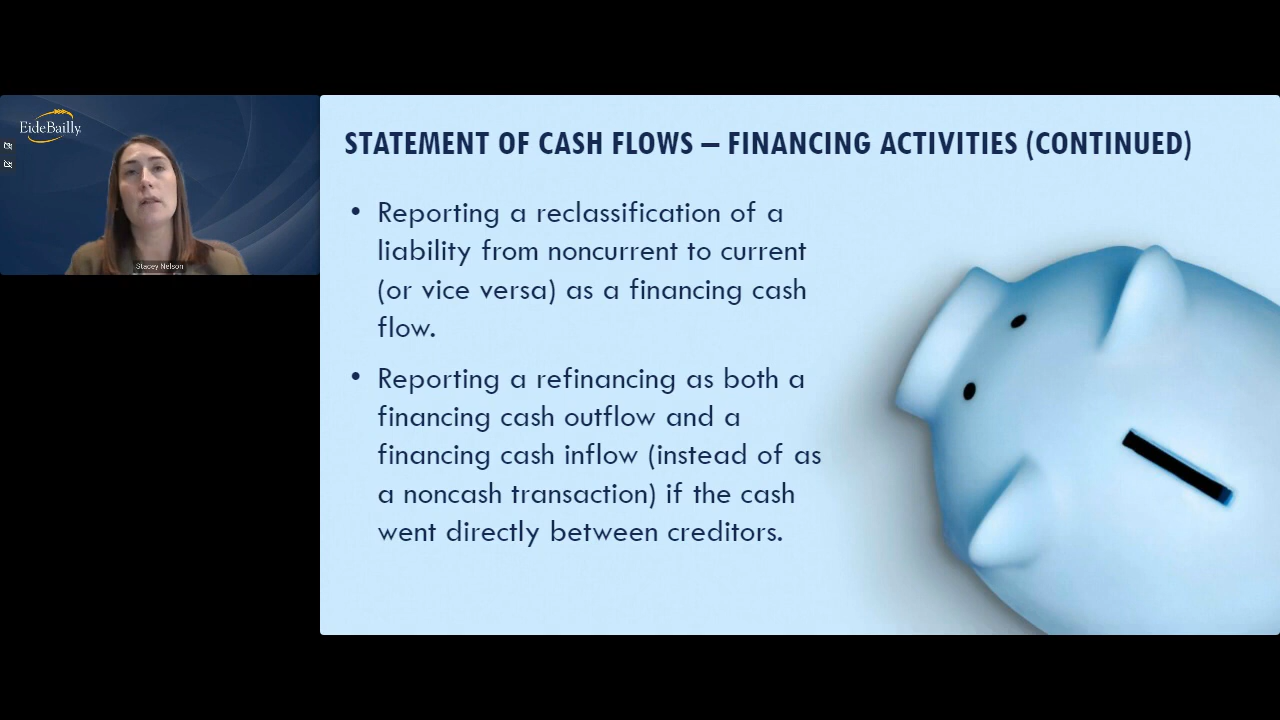 EideBailly
Stacey Nelson
STATEMENT OF CASH FLOWS – FINANCING ACTIVITIES (CONTINUED)
• Reporting a reclassification of a
liability from noncurrent to current
(or vice versa) as a financing cash
flow.
• Reporting a refinancing as both a
financing cash outflow and a
financing cash inflow (instead of as
a noncash transaction) if the cash
went directly between creditors.